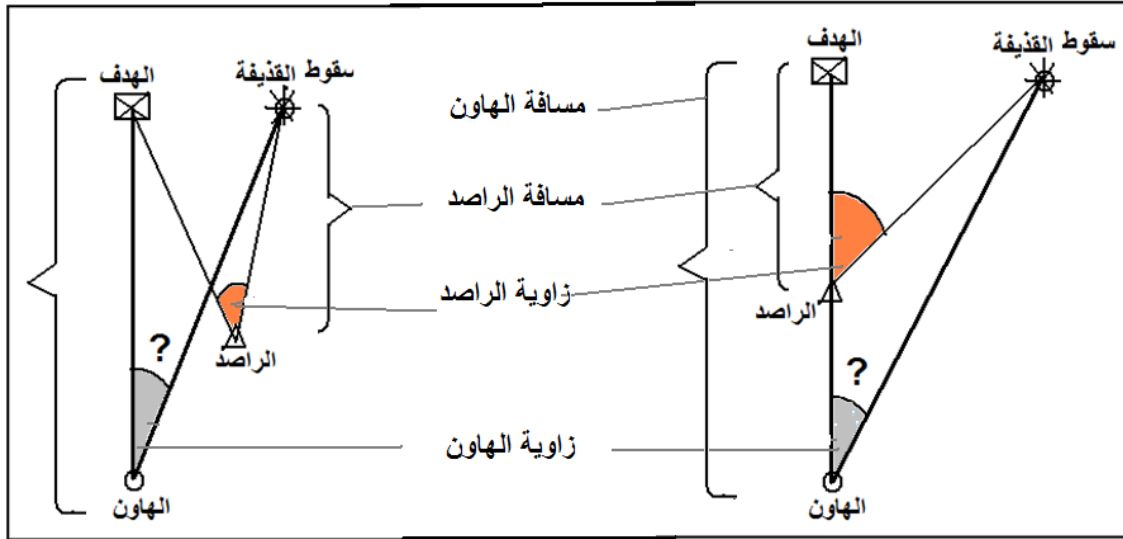 سقوط القذيفة
الهدف
مسافة الهاون
مسافة الراصد
زاوية الراصد
الراصد
?
زاوية الهاون
الهاون
الهدف
سقوط القذيفة
الراصد
?
الهاون